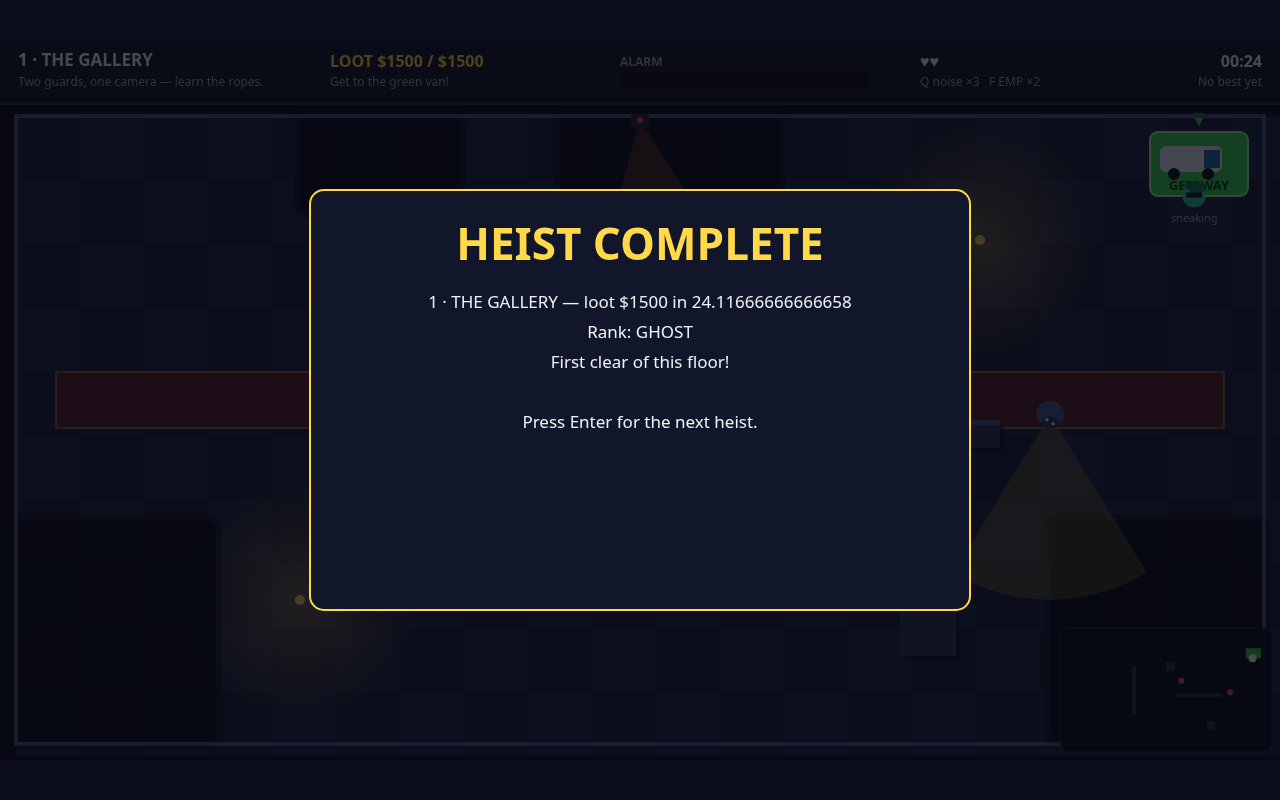 1 · THE GALLERY
Two guards, one camera — learn the ropes.
LOOT $1500 / $1500
Get to the green van!
ALARM
♥♥
Q noise ×3 F EMP ×2
00:24
No best yet
sneaking
HEIST COMPLETE
1 · THE GALLERY — loot $1500 in 24.11666666666658
Rank: GHOST
First clear of this floor!
Press Enter for the next heist.